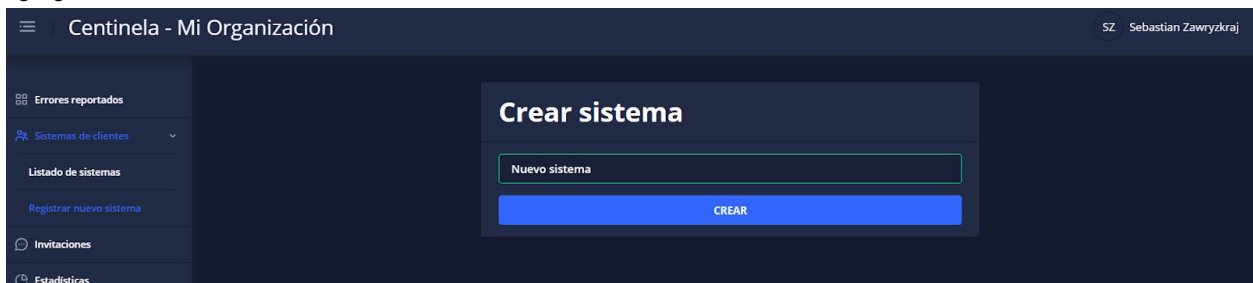 Centinela - Mi Organización
SZ Sebastian Zawryzkraj
Errores reportados
Sistemas de clientes
Listado de sistemas
Registrar nuevo sistema
Invitaciones
Estadísticas
Crear sistema
Nuevo sistema
CREAR